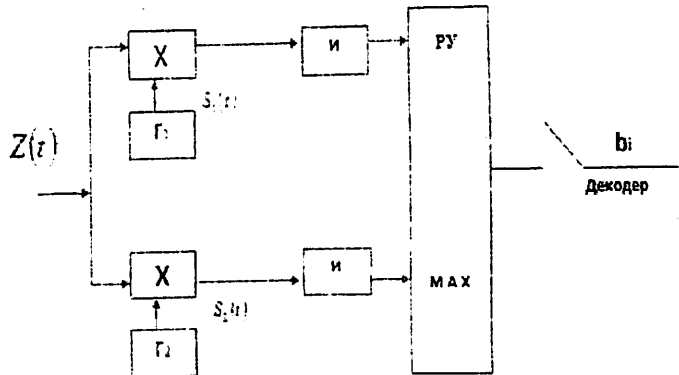 X
И
РУ
S₁(t)
Г₁
Z(t)
bᵢ
Декодер
X
И
MAX
S₂(t)
Г₂